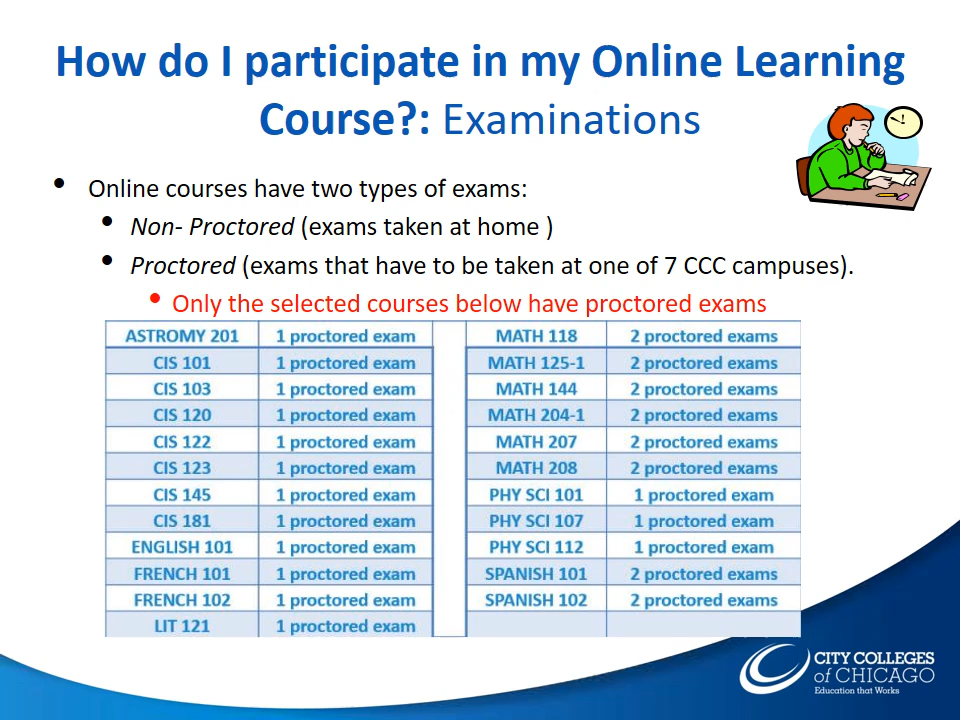 How do I participate in my Online Learning
Course?: Examinations
• Online courses have two types of exams:
• Non- Proctored (exams taken at home )
• Proctored (exams that have to be taken at one of 7 CCC campuses).
• Only the selected courses below have proctored exams
ASTROMY 201 1 proctored exam MATH 118 2 proctored exams
CIS 101 1 proctored exam MATH 125-1 2 proctored exams
CIS 103 1 proctored exam MATH 144 2 proctored exams
CIS 120 1 proctored exam MATH 204-1 2 proctored exams
CIS 122 1 proctored exam MATH 207 2 proctored exams
CIS 123 1 proctored exam MATH 208 2 proctored exams
CIS 145 1 proctored exam PHY SCI 101 1 proctored exam
CIS 181 1 proctored exam PHY SCI 107 1 proctored exam
ENGLISH 101 1 proctored exam PHY SCI 112 1 proctored exam
FRENCH 101 1 proctored exam SPANISH 101 2 proctored exams
FRENCH 102 1 proctored exam SPANISH 102 2 proctored exams
LIT 121 1 proctored exam
CITY COLLEGES
of CHICAGO
Education that Works